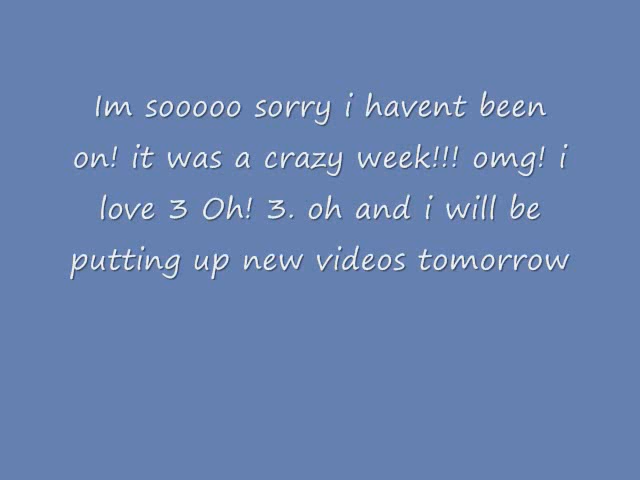 Im sooooo sorry i havent been
on! it was a crazy week!!! omg! i
love 3 Oh! 3. oh and i will be
putting up new videos tomorrow